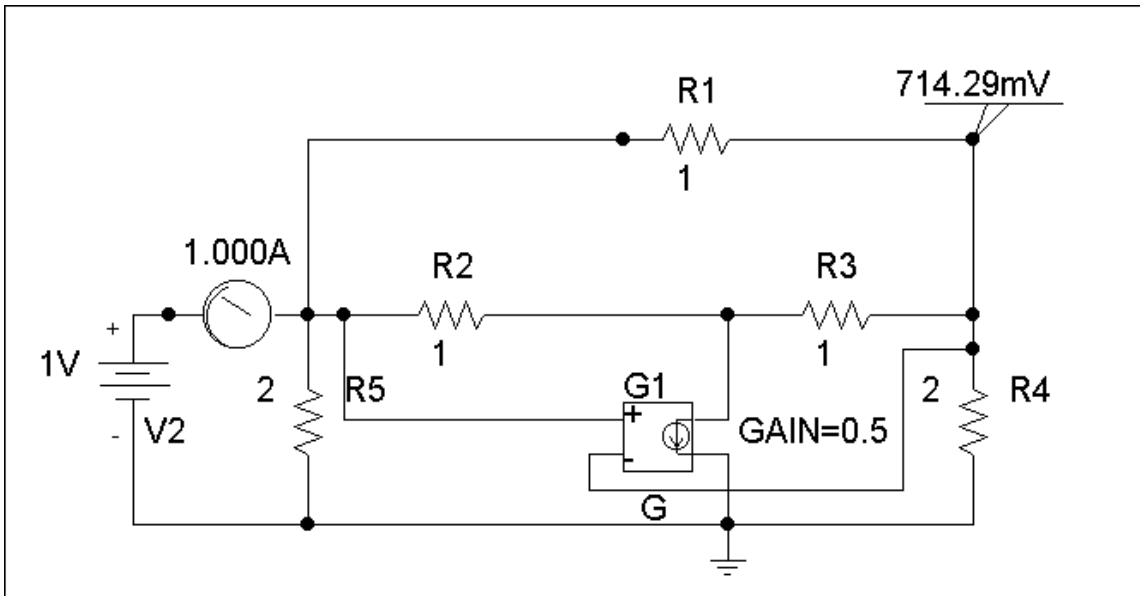 714.29mV
R1
1
1.000A
R2
R3
1
1
+
1V
-
V2
2
R5
G1
+
-
GAIN=0.5
G
2
R4